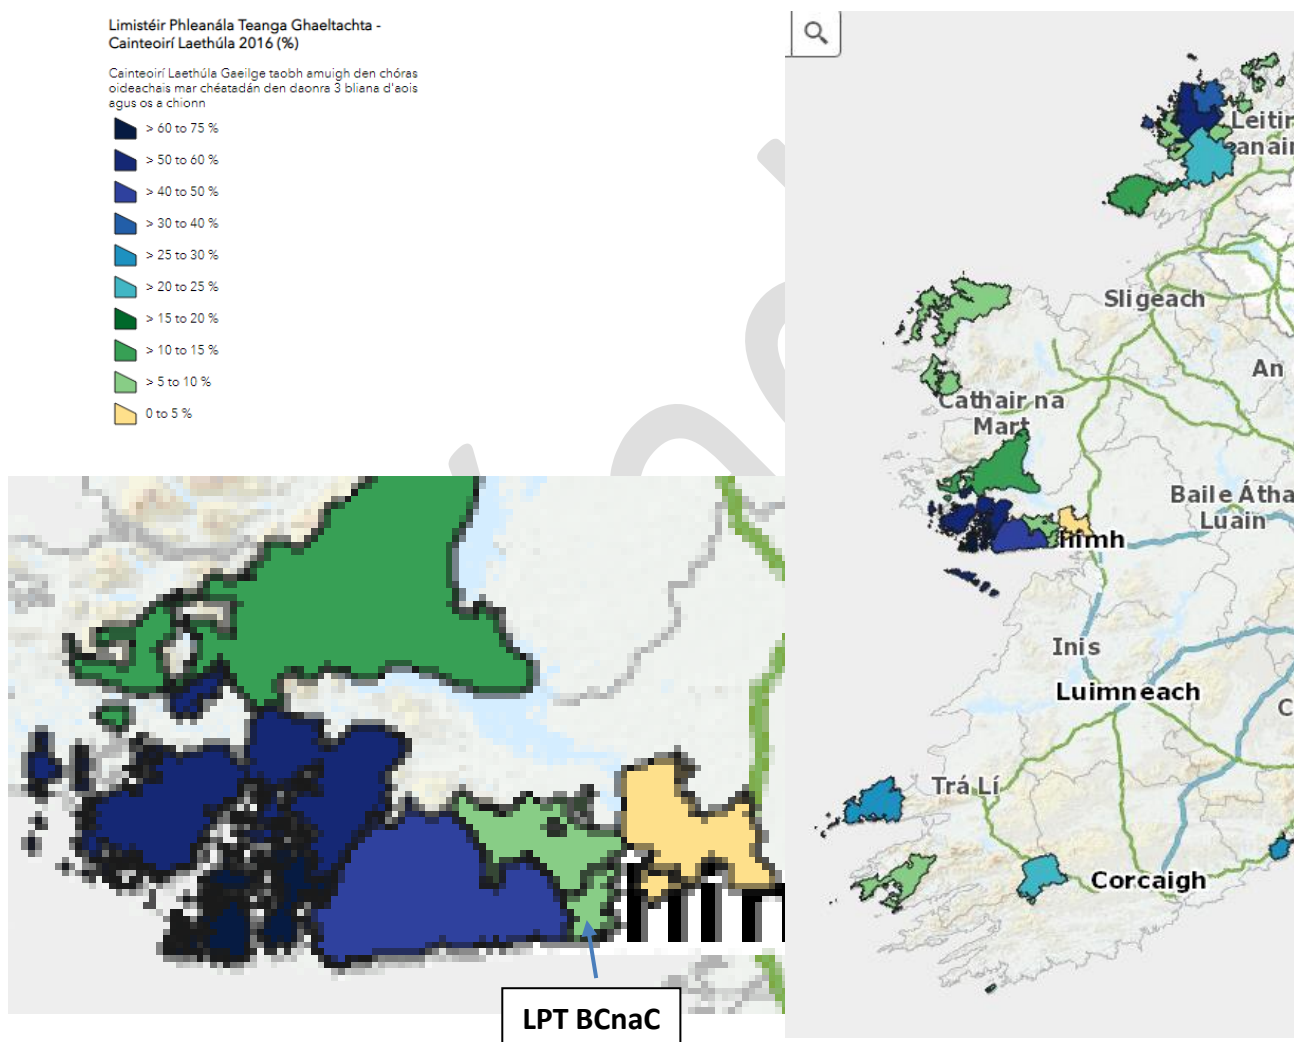 Limistéir Phleanála Teanga Ghaeltachta -
Cainteoirí Laethúla 2016 (%)
Cainteoirí Laethúla Gaeilge taobh amuigh den chóras
oideachais mar chéatadán den daonra 3 bliana d'aois
agus os a chionn
> 60 to 75 %
> 50 to 60 %
> 40 to 50 %
> 30 to 40 %
> 25 to 30 %
> 20 to 25 %
> 15 to 20 %
> 10 to 15 %
> 5 to 10 %
0 to 5 %
LPT BCnaC
Leitir
Sligeach
An
Cathair na
Mart
Baile Átha
Luain
limh
Inis
Luimneach
C
Trá Lí
Corcaigh